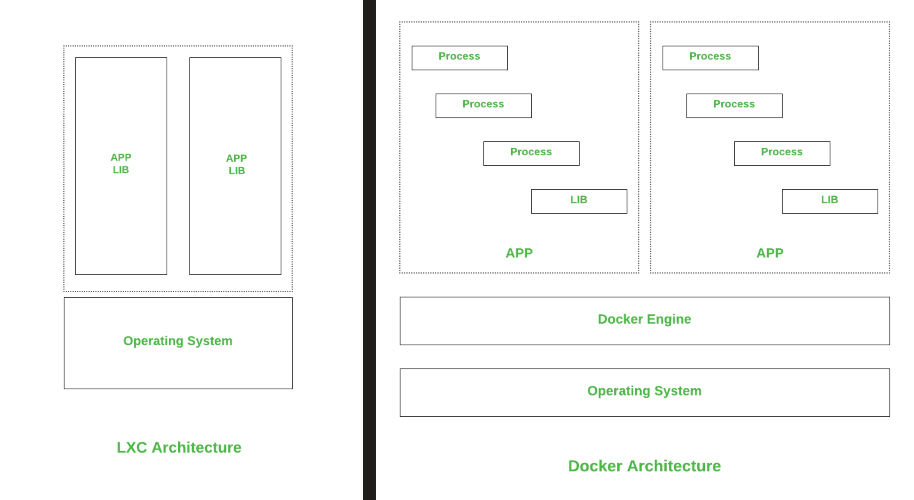 APP
LIB
APP
LIB
Operating System
LXC Architecture
Process
Process
Process
LIB
APP
Process
Process
Process
LIB
APP
Docker Engine
Operating System
Docker Architecture